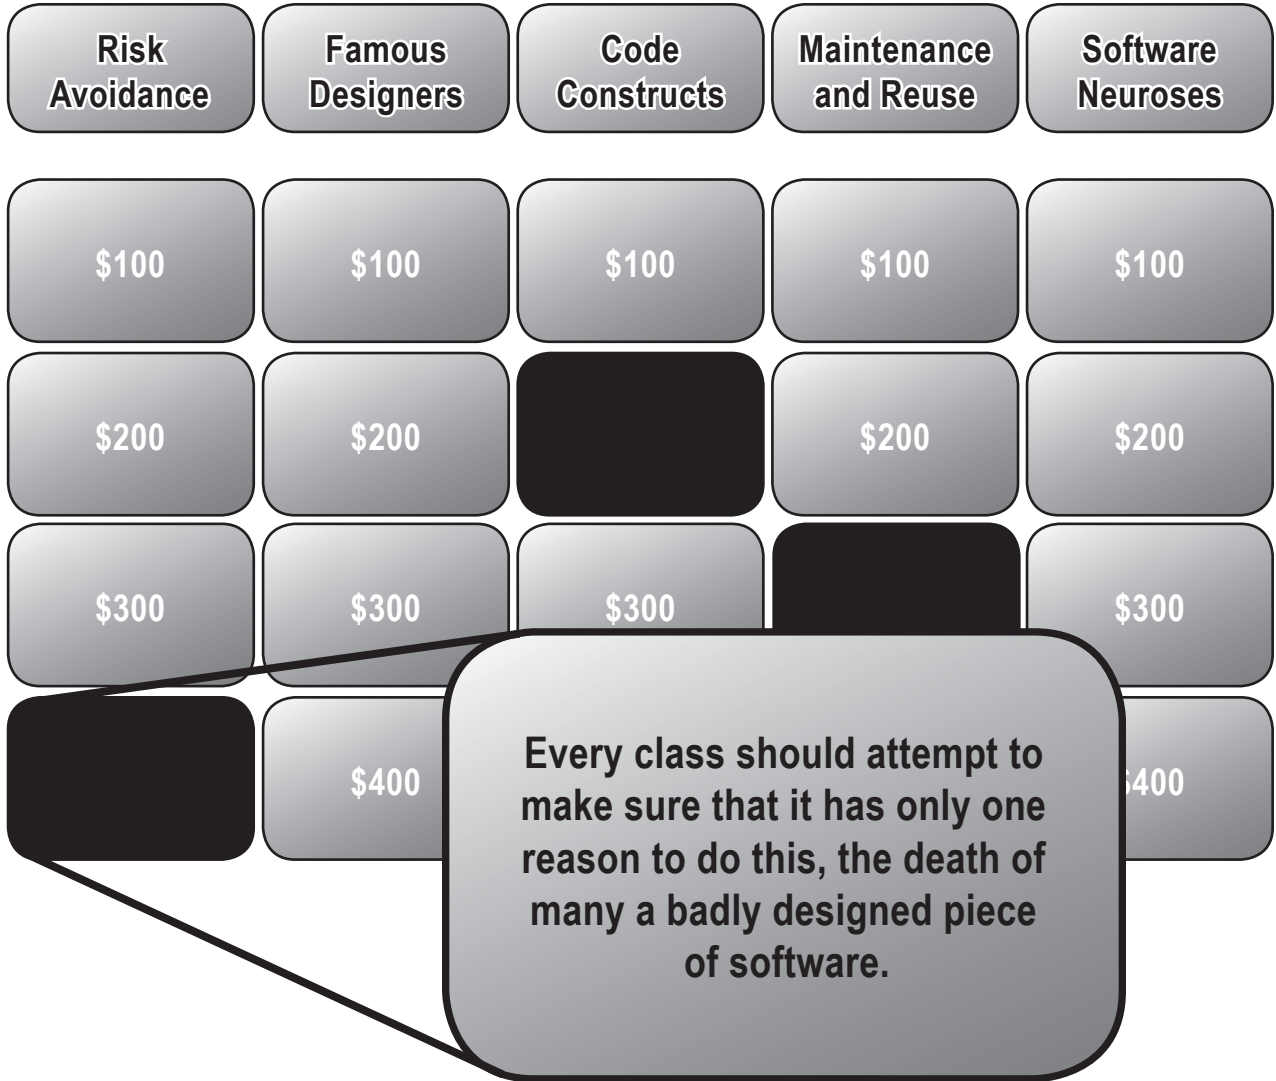 Risk
Avoidance
Famous
Designers
Code
Constructs
Maintenance
and Reuse
Software
Neuroses
$100 $100 $100 $100 $100
$200 $200 $200 $200
$300 $300 $300 $300
$400 $400
Every class should attempt to
make sure that it has only one
reason to do this, the death of
many a badly designed piece
of software.